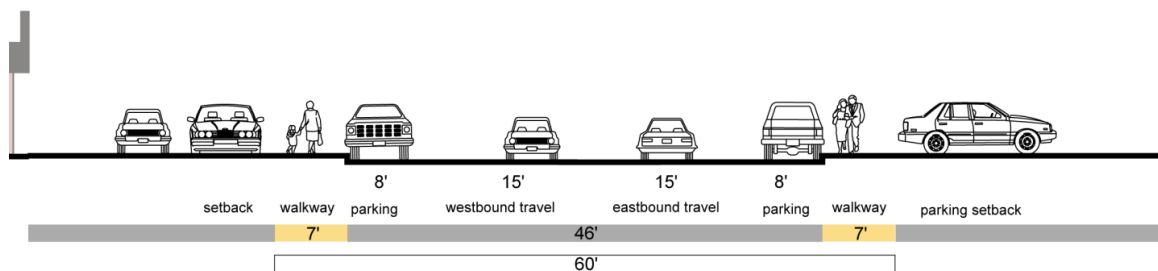 8' 15' 15' 8'
setback walkway parking westbound travel eastbound travel parking walkway parking setback
7' 46' 7'
60'